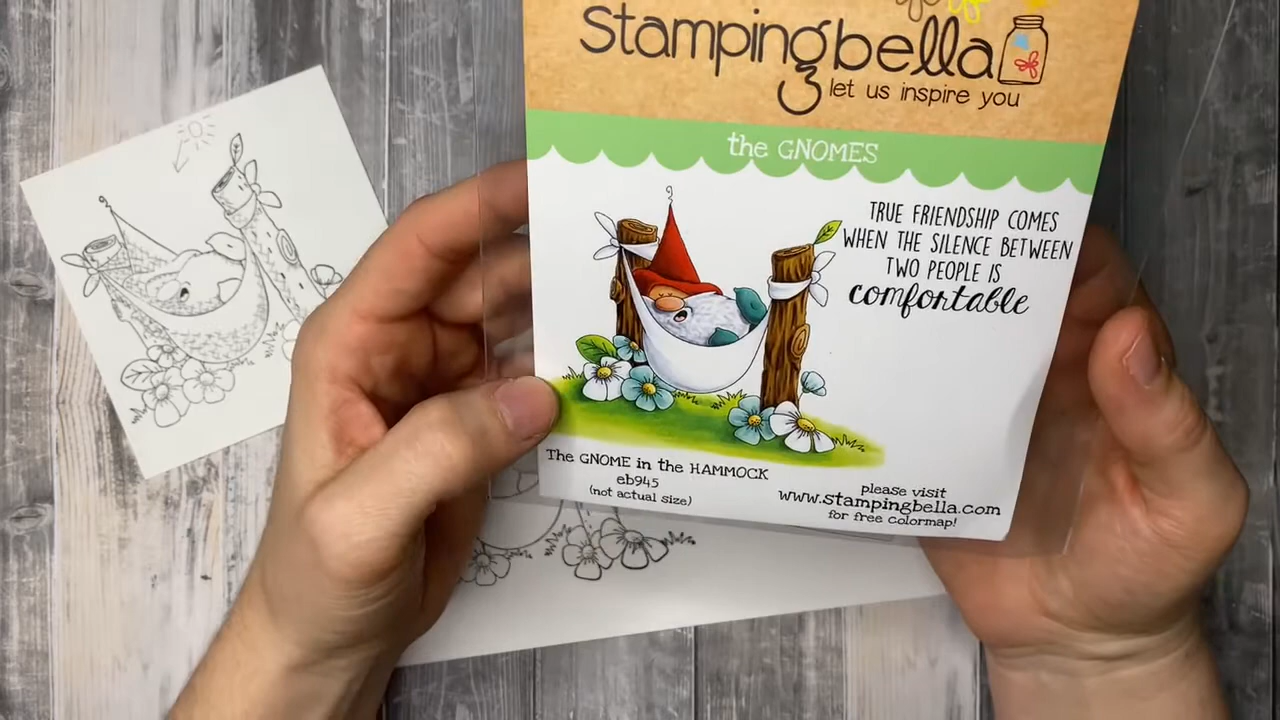 Stampingbella
let us inspire you
the GNOMES
TRUE FRIENDSHIP COMES
WHEN THE SILENCE BETWEEN
TWO PEOPLE IS
comfortable
The GNOME in the HAMMOCK
eb945
(not actual size)
please visit
www.stampingbella.com
for free colormap!